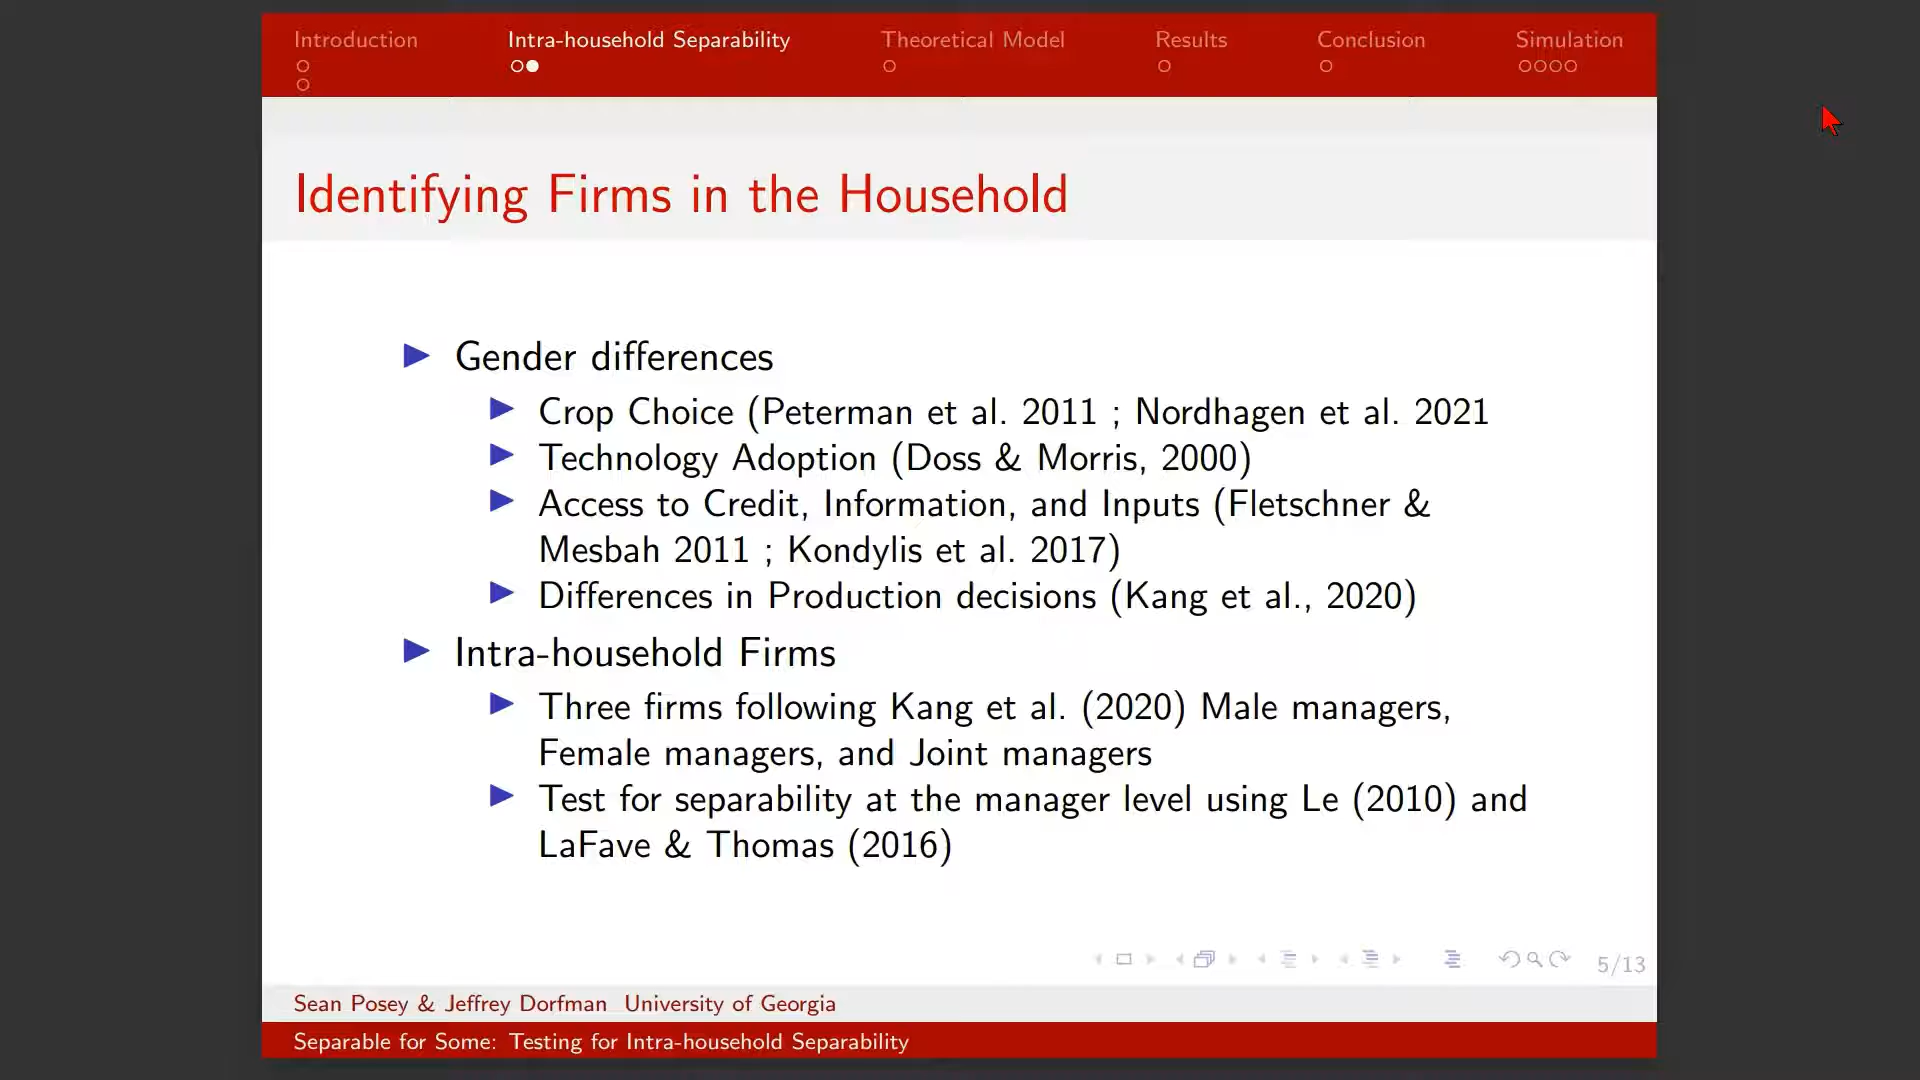 Introduction
Intra-household Separability
Theoretical Model
Results
Conclusion
Simulation
Identifying Firms in the Household
Gender differences
Crop Choice (Peterman et al. 2011 ; Nordhagen et al. 2021
Technology Adoption (Doss & Morris, 2000)
Access to Credit, Information, and Inputs (Fletschner &
Mesbah 2011 ; Kondylis et al. 2017)
Differences in Production decisions (Kang et al., 2020)
Intra-household Firms
Three firms following Kang et al. (2020) Male managers,
Female managers, and Joint managers
Test for separability at the manager level using Le (2010) and
LaFave & Thomas (2016)
5/13
Sean Posey & Jeffrey Dorfman University of Georgia
Separable for Some: Testing for Intra-household Separability